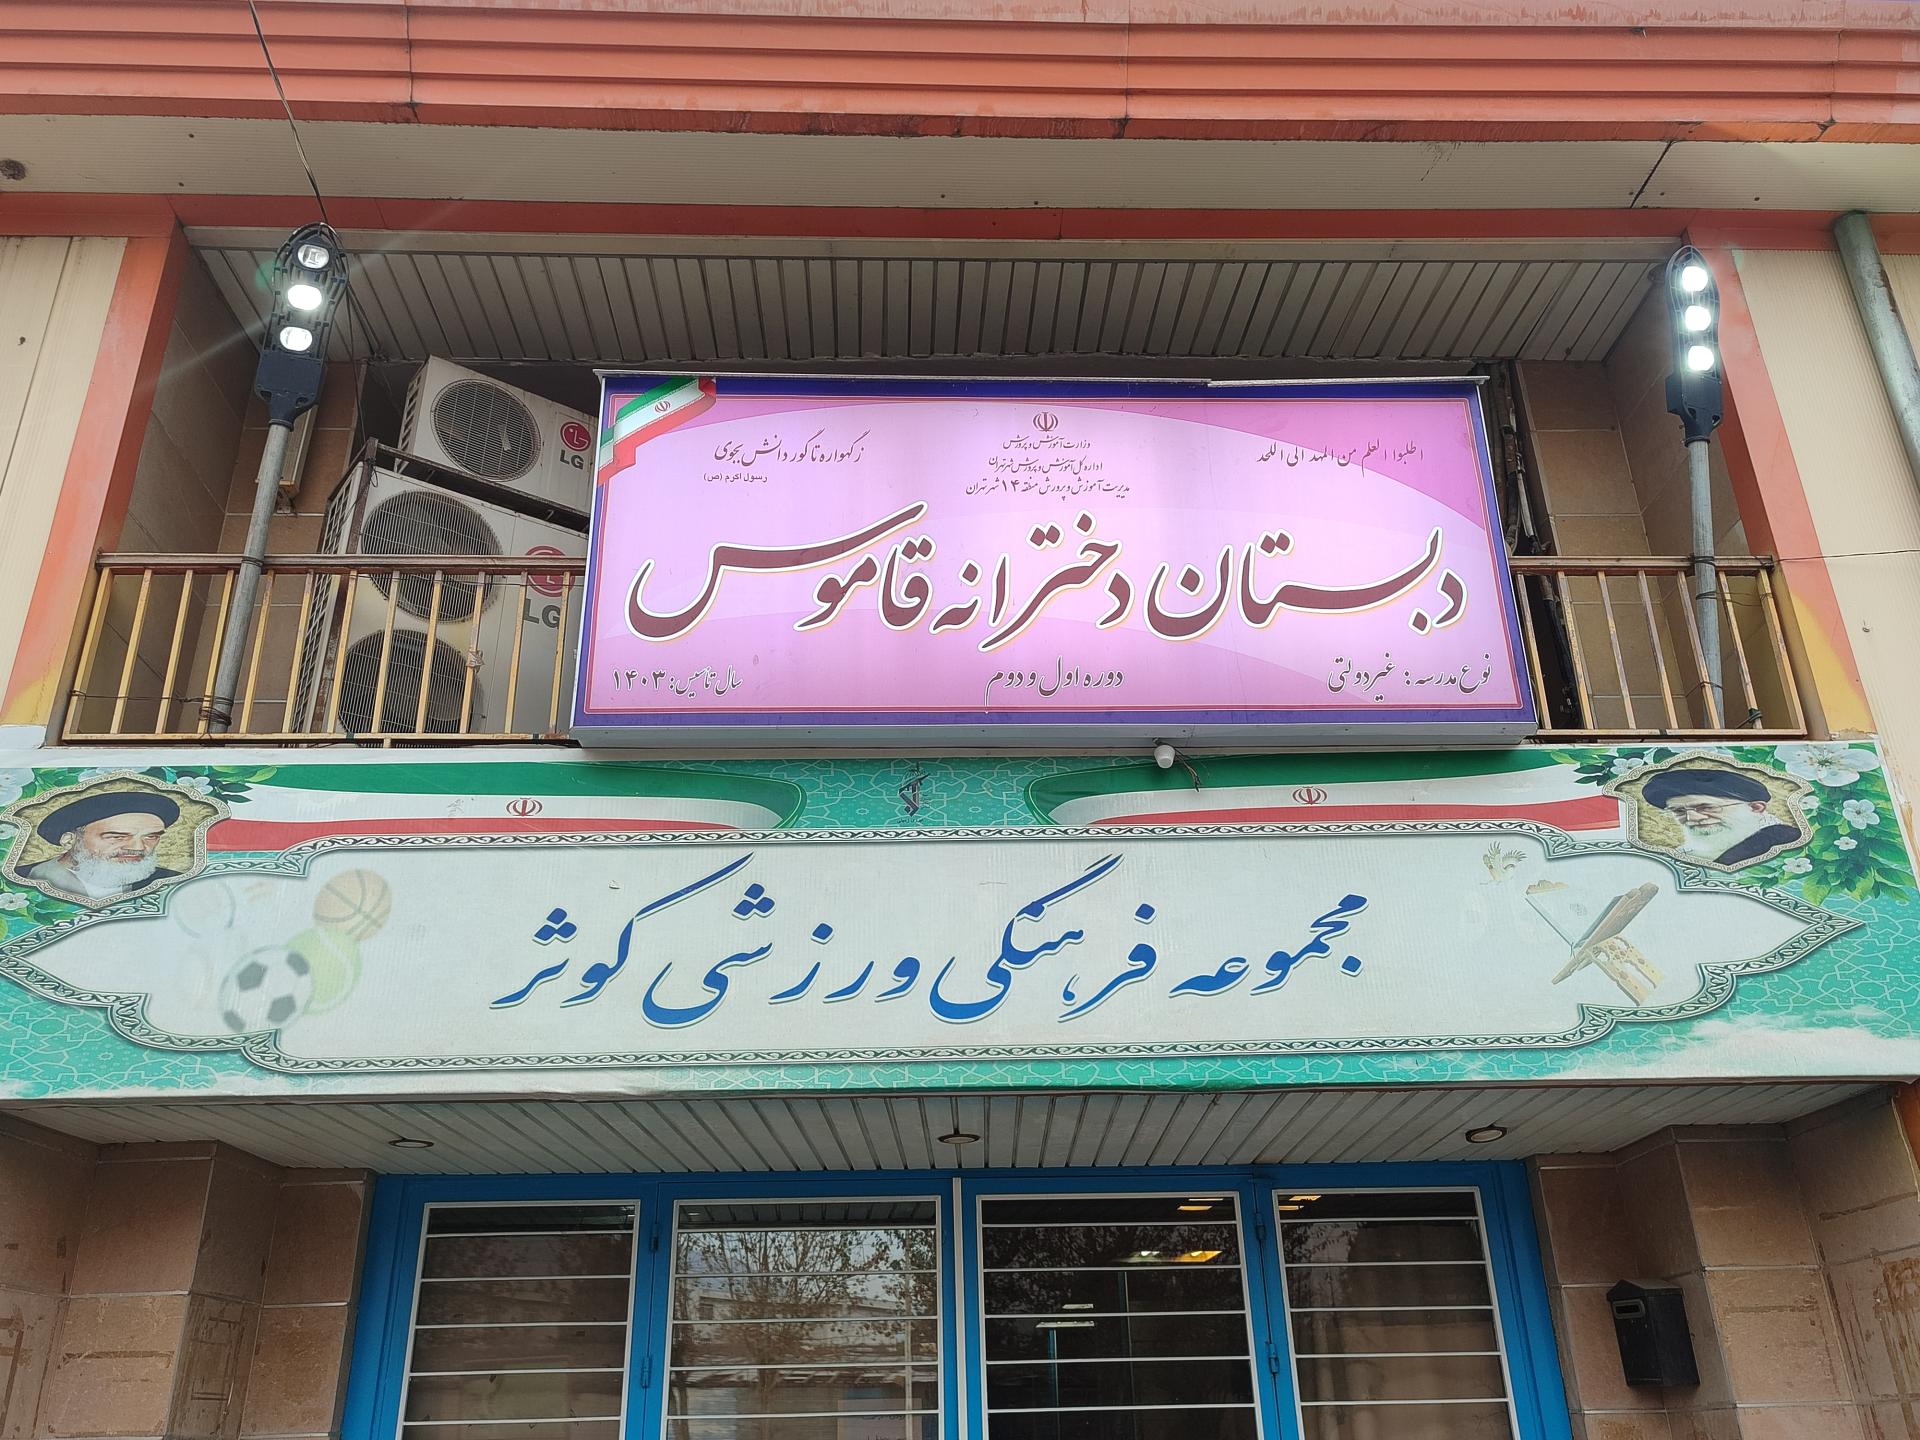 اطلبوا العلم من المهد الی اللحد
وزارت آموزش و پرورش
اداره کل آموزش و پرورش شهر تهران
مدیریت آموزش و پرورش منطقه ۱۴ شهر تهران
زگهواره تا گور دانش بجوی
رسول اکرم (ص)
دبستان دخترانه قاموس
نوع مدرسه: غیردولتی
دوره اول و دوم
سال تأسیس: ۱۴۰۳
مجموعه فرهنگی ورزشی کوثر
LG
LG